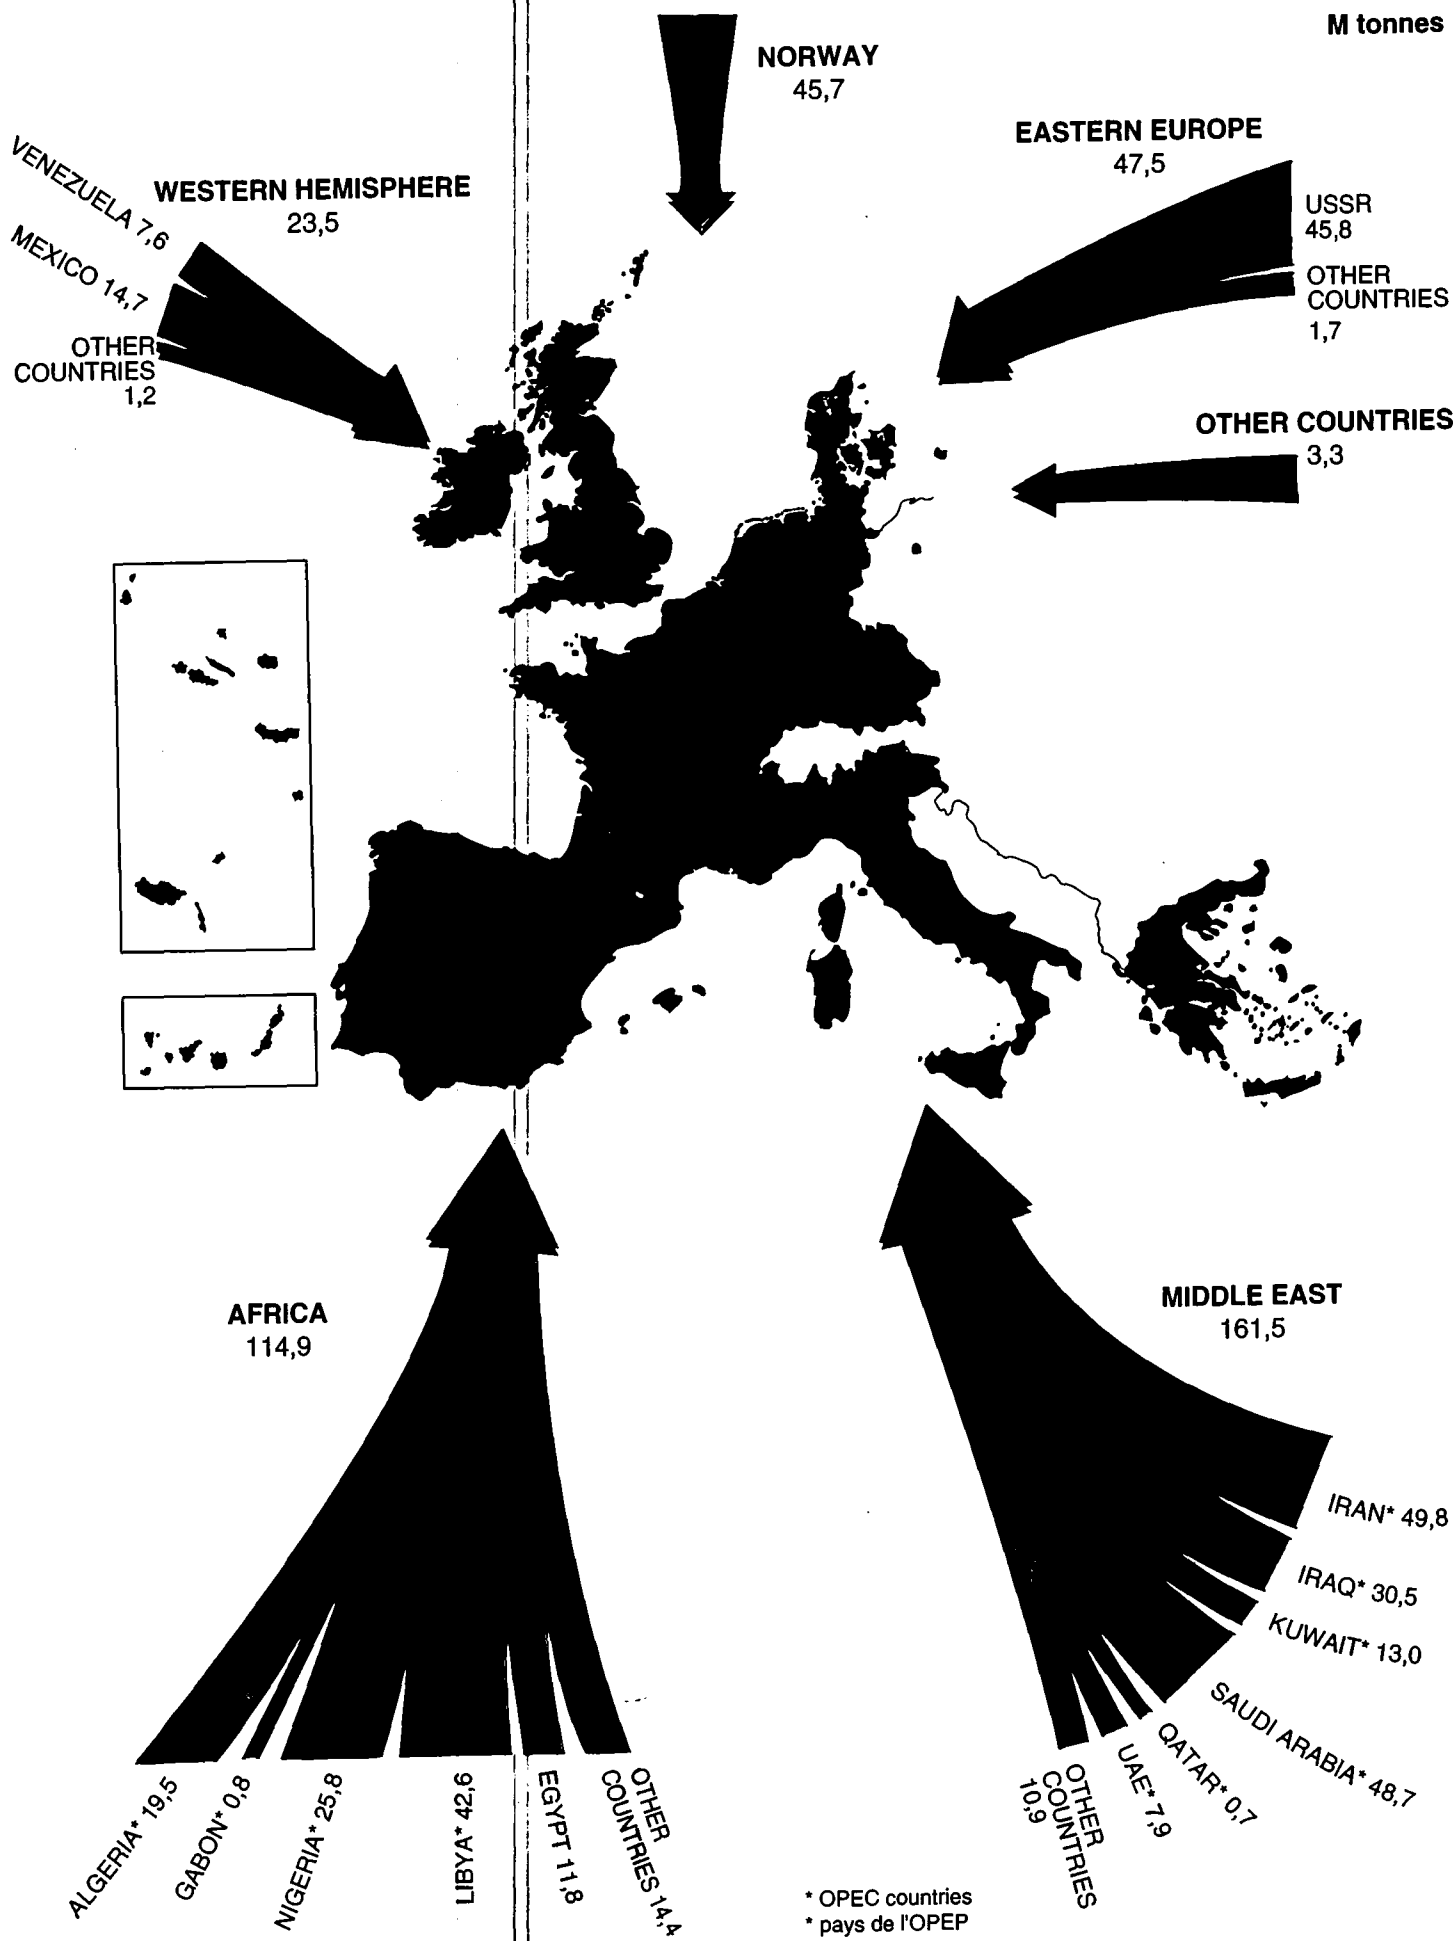 M tonnes
NORWAY
45,7
EASTERN EUROPE
47,5
USSR
45,8
OTHER
COUNTRIES
1,7
VENEZUELA 7,6
WESTERN HEMISPHERE
23,5
MEXICO 14,7
OTHER
COUNTRIES
1,2
OTHER COUNTRIES
3,3
AFRICA
114,9
MIDDLE EAST
161,5
IRAN* 49,8
IRAQ* 30,5
KUWAIT* 13,0
SAUDI ARABIA* 48,7
QATAR* 0,7
UAE* 7,9
OTHER
COUNTRIES
10,9
ALGERIA* 19,5
GABON* 0,8
NIGERIA* 25,8
LIBYA* 42,6
EGYPT 11,8
OTHER
COUNTRIES 14,4
* OPEC countries
* pays de l'OPEP